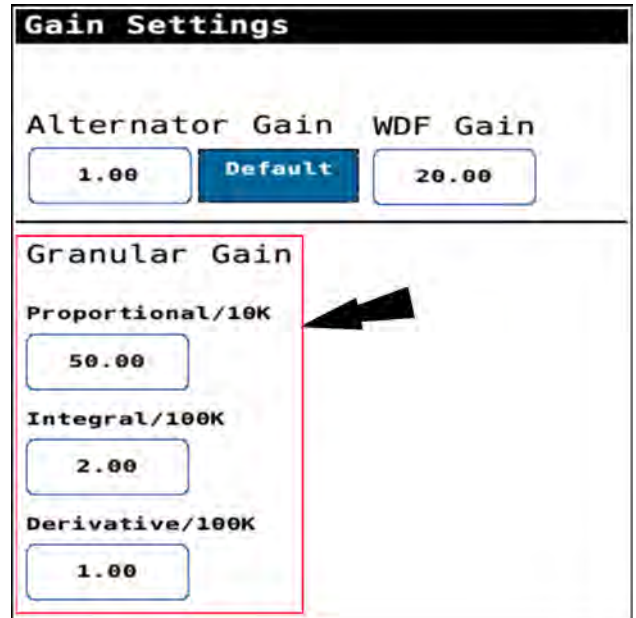 Gain Settings
Alternator Gain WDF Gain
1.00 Default 20.00
Granular Gain
Proportional/10K
50.00
Integral/100K
2.00
Derivative/100K
1.00